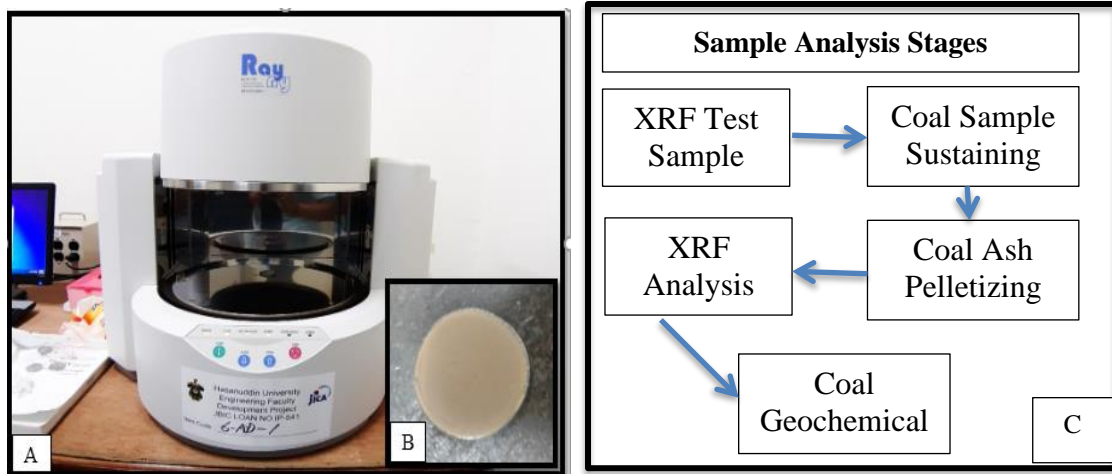 Ray
ny
Hasanuddin University
Engineering Faculty
Development Project
JBIC LOAN NO.IP-541
6-AD-1
JICA
A
B
Sample Analysis Stages
XRF Test
Sample
Coal Sample
Sustaining
XRF
Analysis
Coal Ash
Pelletizing
Coal
Geochemical
C